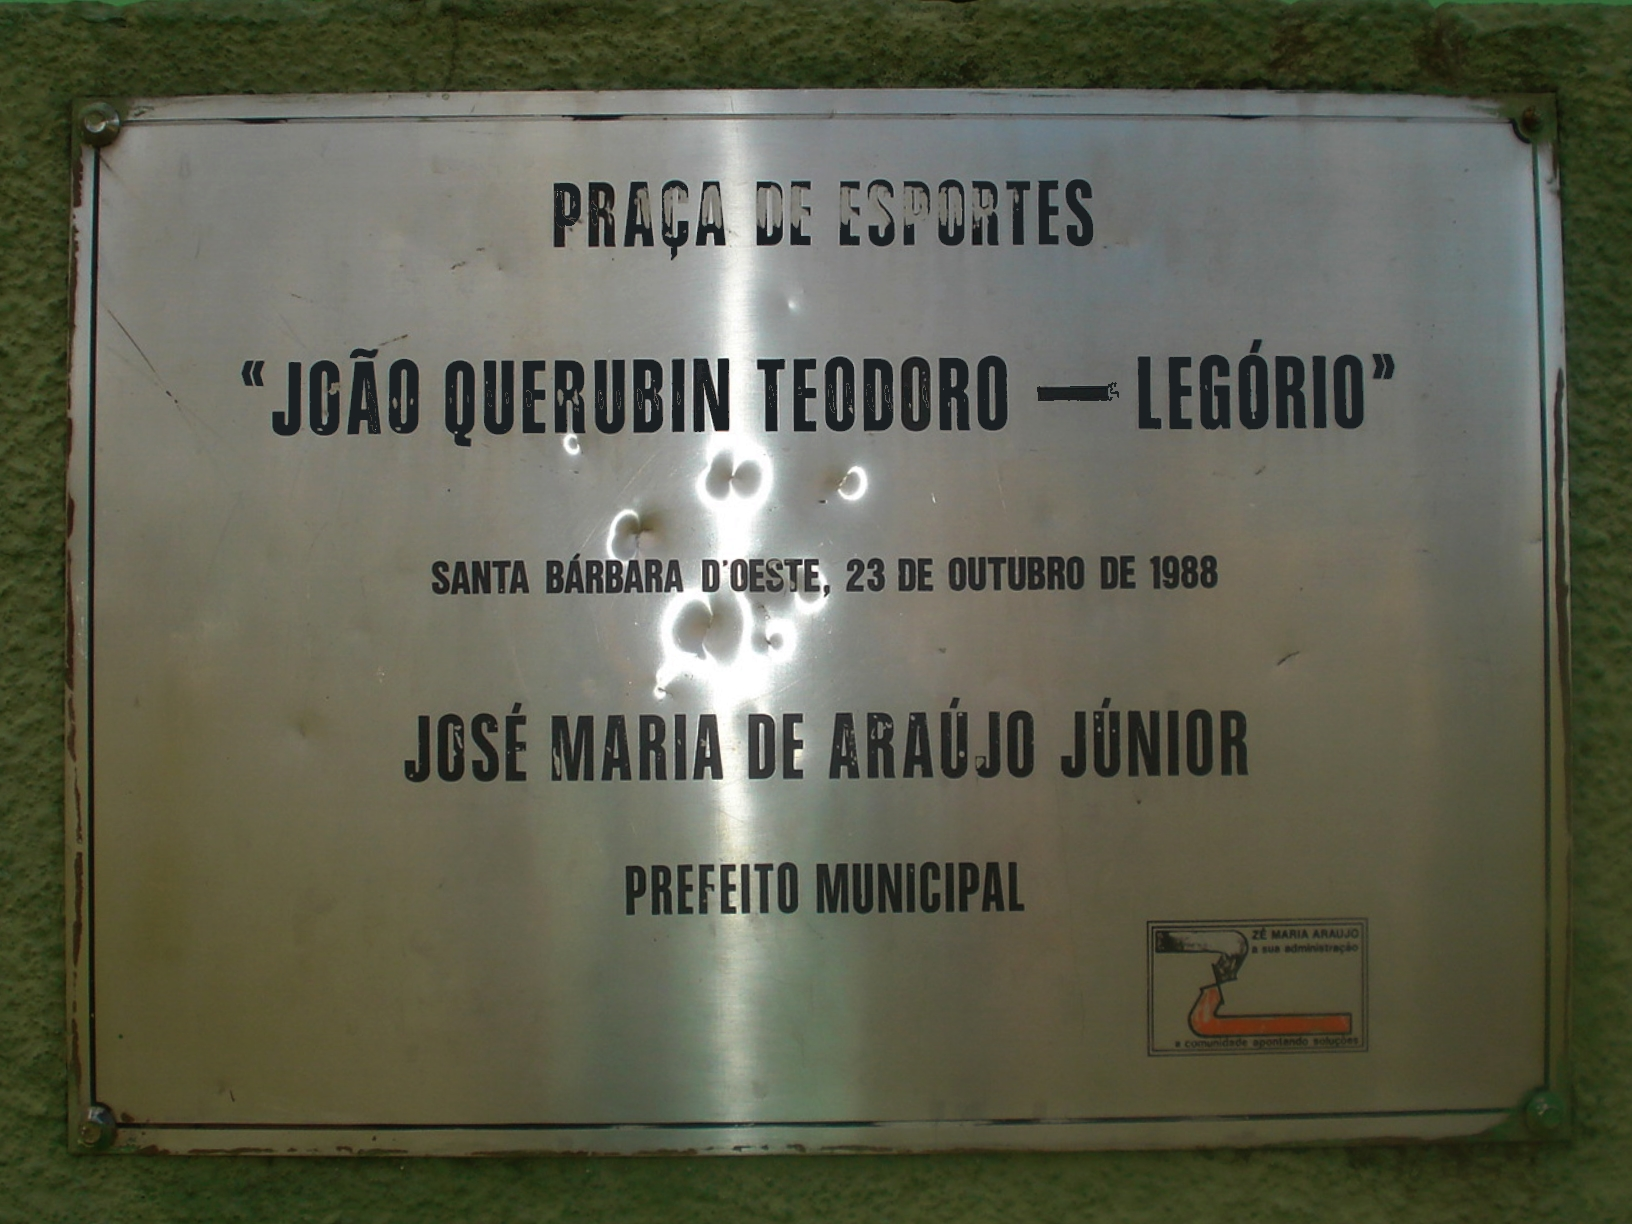 PRAÇA DE ESPORTES
“JOÃO QUERUBIN TEODORO — LEGÓRIO”
SANTA BÁRBARA D'OESTE, 23 DE OUTUBRO DE 1988
JOSÉ MARIA DE ARAÚJO JÚNIOR
PREFEITO MUNICIPAL
ZÉ MARIA ARAUJO
a sua administração
a comunidade apontando soluções